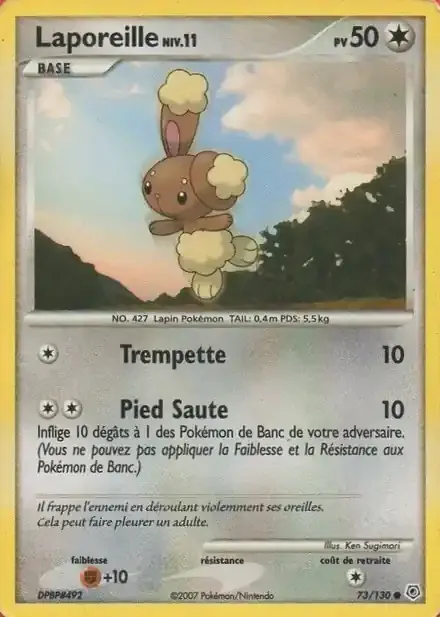 Laporeille NIV.11 PV 50
BASE
NO. 427 Lapin Pokémon TAIL: 0,4m PDS: 5,5kg
Trempette 10
Pied Saute 10
Inflige 10 dégâts à 1 des Pokémon de Banc de votre adversaire.
(Vous ne pouvez pas appliquer la Faiblesse et la Résistance aux
Pokémon de Banc.)
Il frappe l'ennemi en déroulant violemment ses oreilles.
Cela peut faire pleurer un adulte.
Illus. Ken Sugimori
faiblesse résistance coût de retraite
+10
DPBP#492 ©2007 Pokémon/Nintendo 73/130